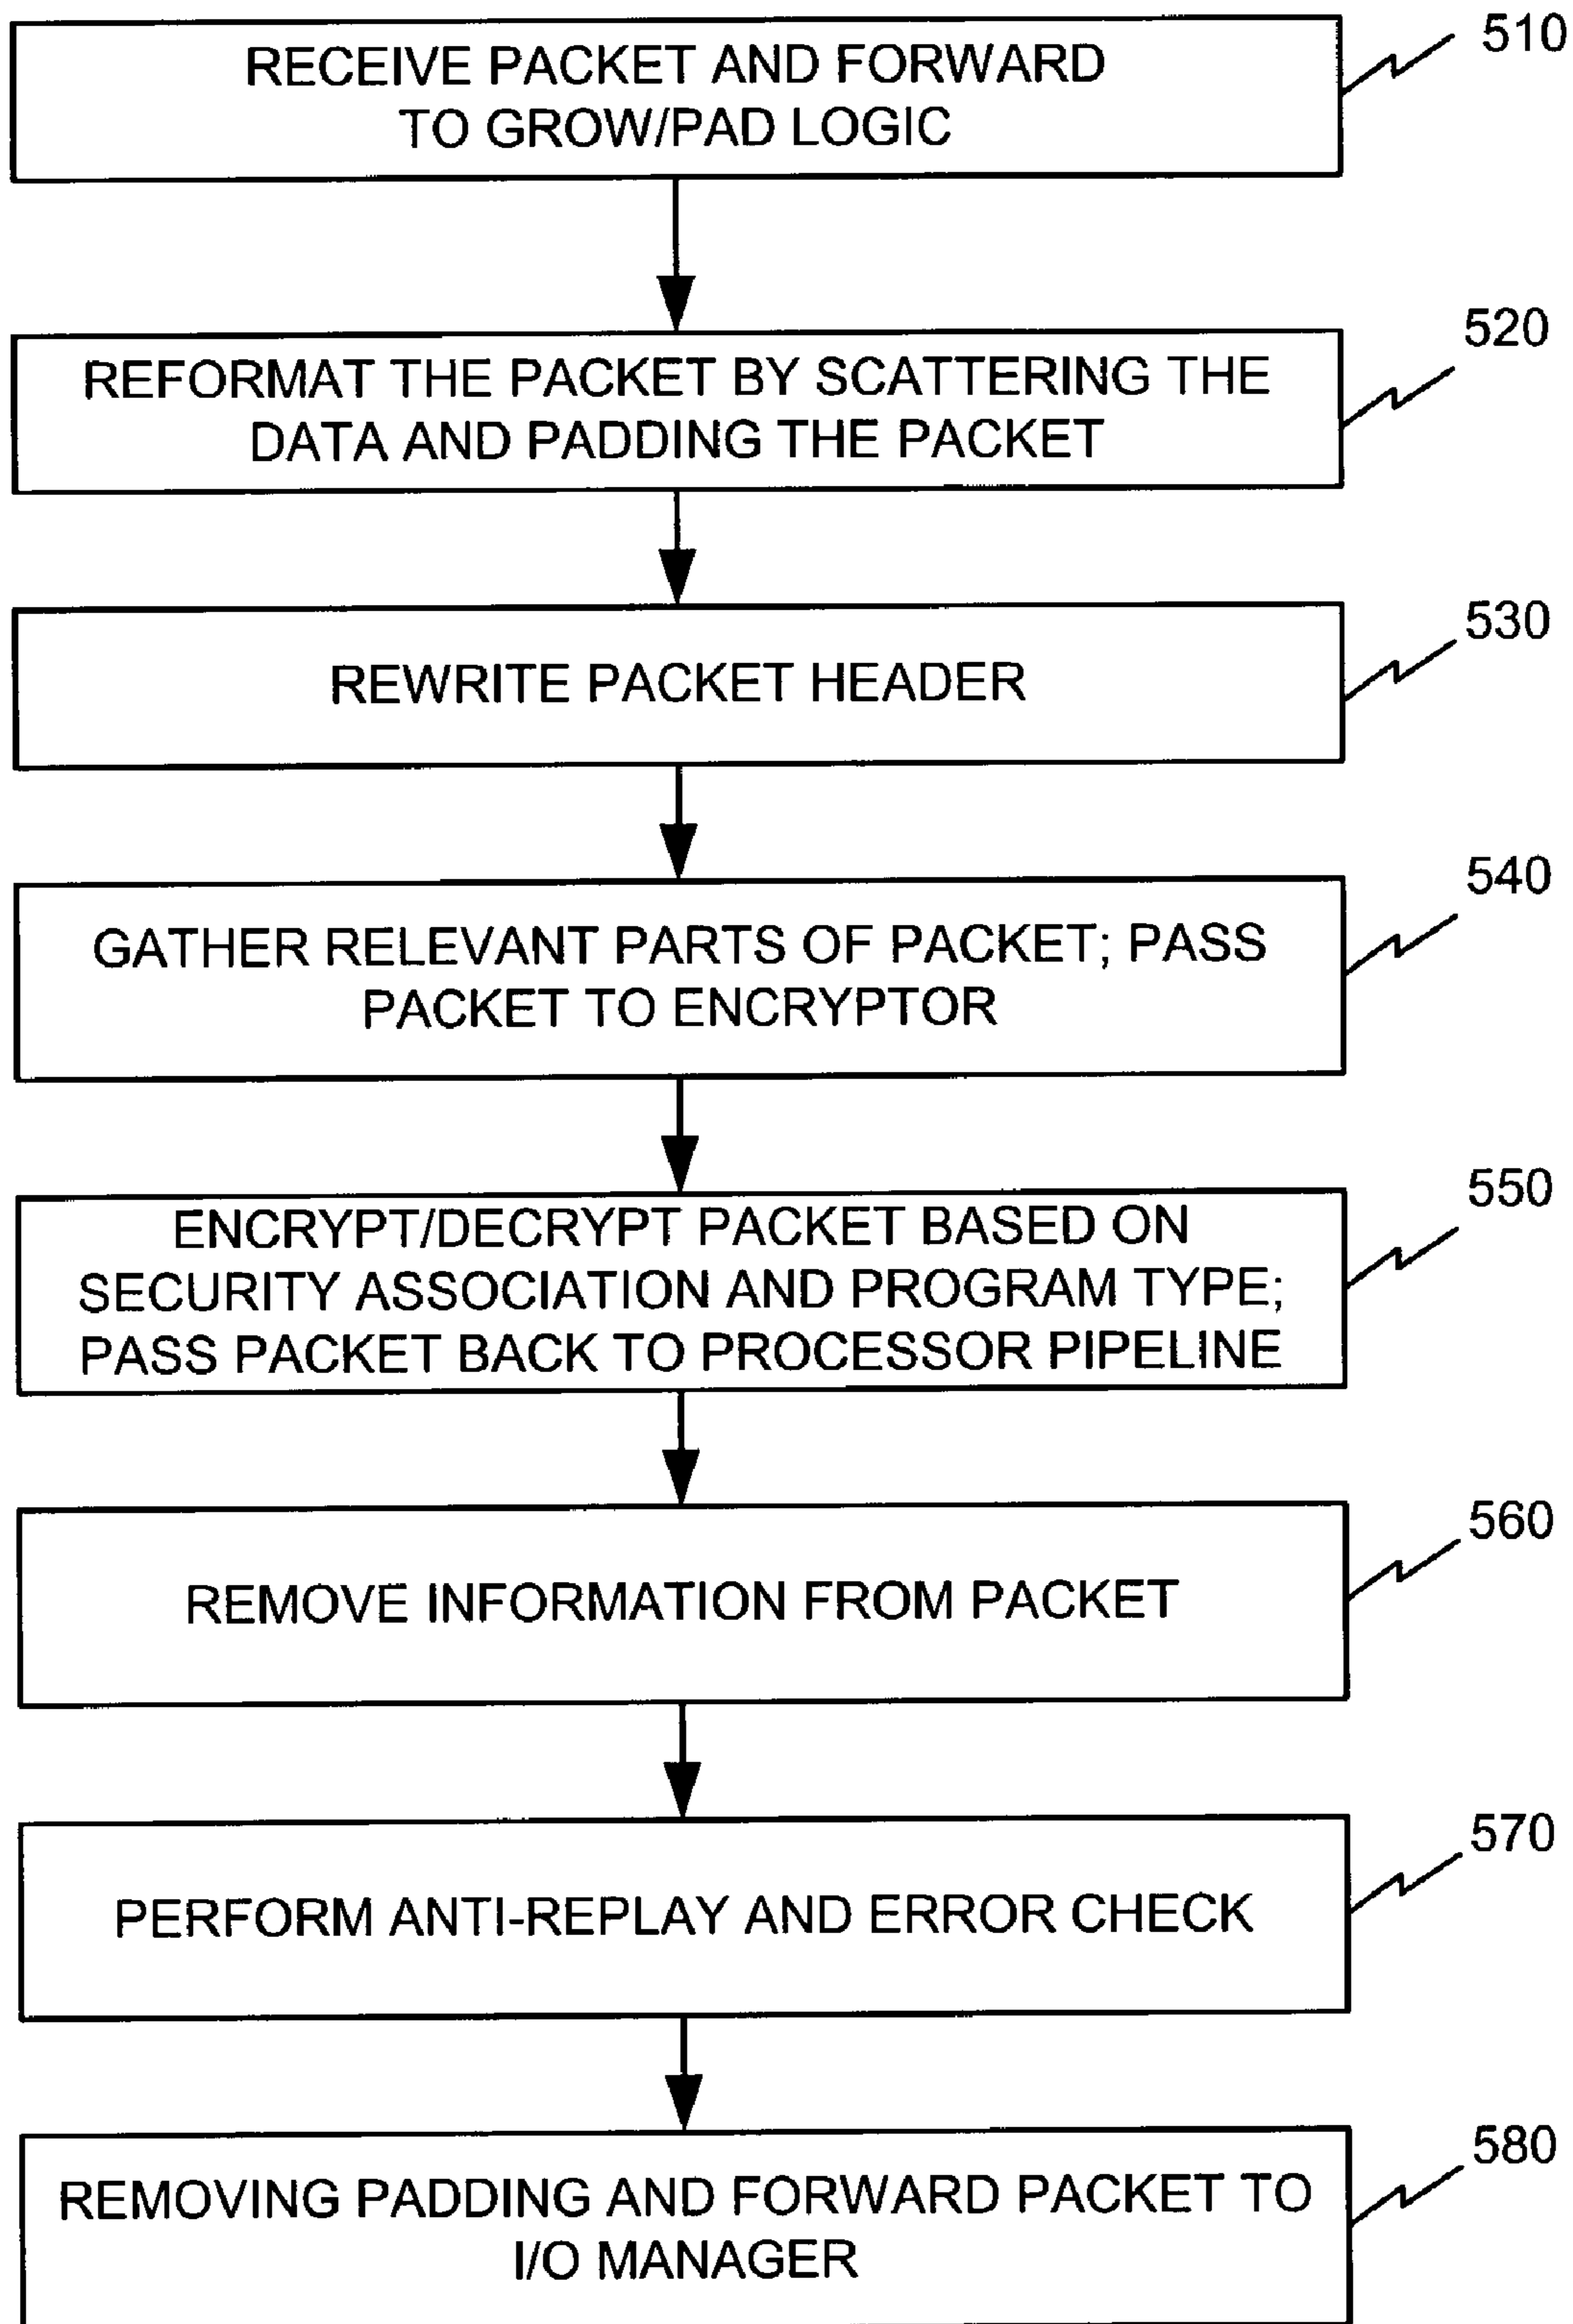 510
RECEIVE PACKET AND FORWARD
TO GROW/PAD LOGIC
520
REFORMAT THE PACKET BY SCATTERING THE
DATA AND PADDING THE PACKET
530
REWRITE PACKET HEADER
540
GATHER RELEVANT PARTS OF PACKET; PASS
PACKET TO ENCRYPTOR
550
ENCRYPT/DECRYPT PACKET BASED ON
SECURITY ASSOCIATION AND PROGRAM TYPE;
PASS PACKET BACK TO PROCESSOR PIPELINE
560
REMOVE INFORMATION FROM PACKET
570
PERFORM ANTI-REPLAY AND ERROR CHECK
580
REMOVING PADDING AND FORWARD PACKET TO
I/O MANAGER